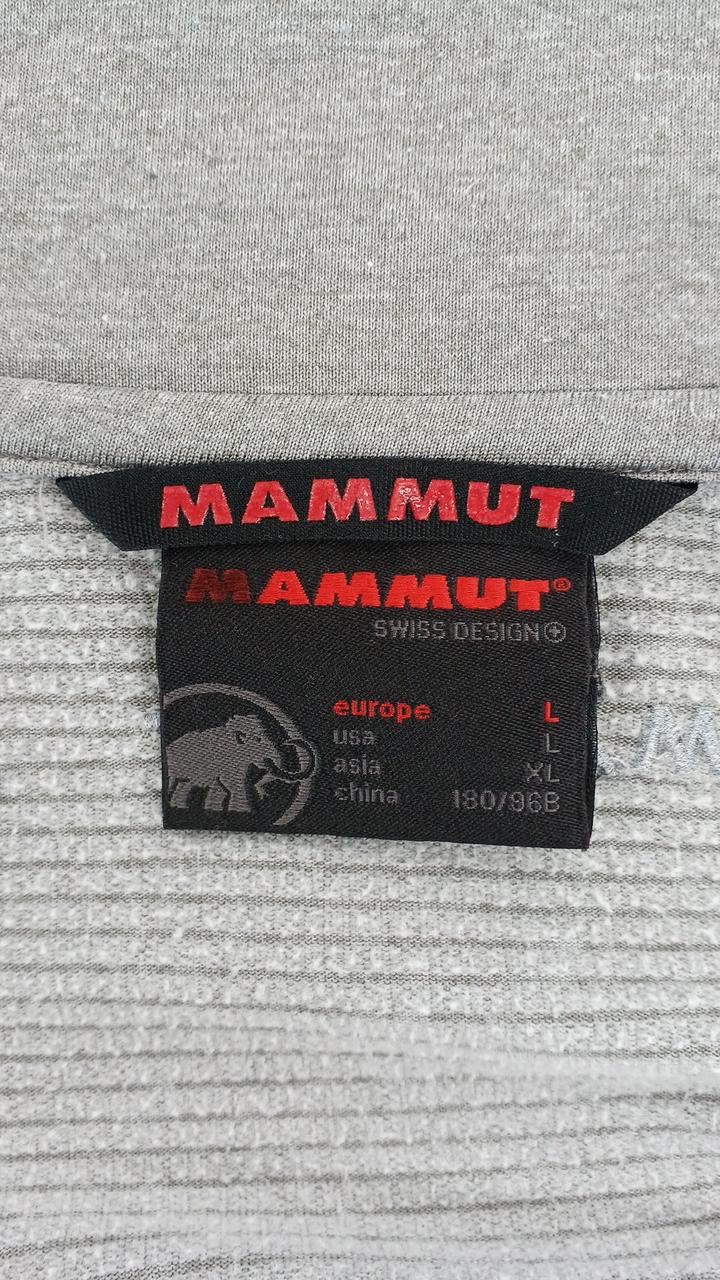 MAMMUT
MAMMUT®
SWISS DESIGN
europe L
usa L
asia XL
china 180/96B